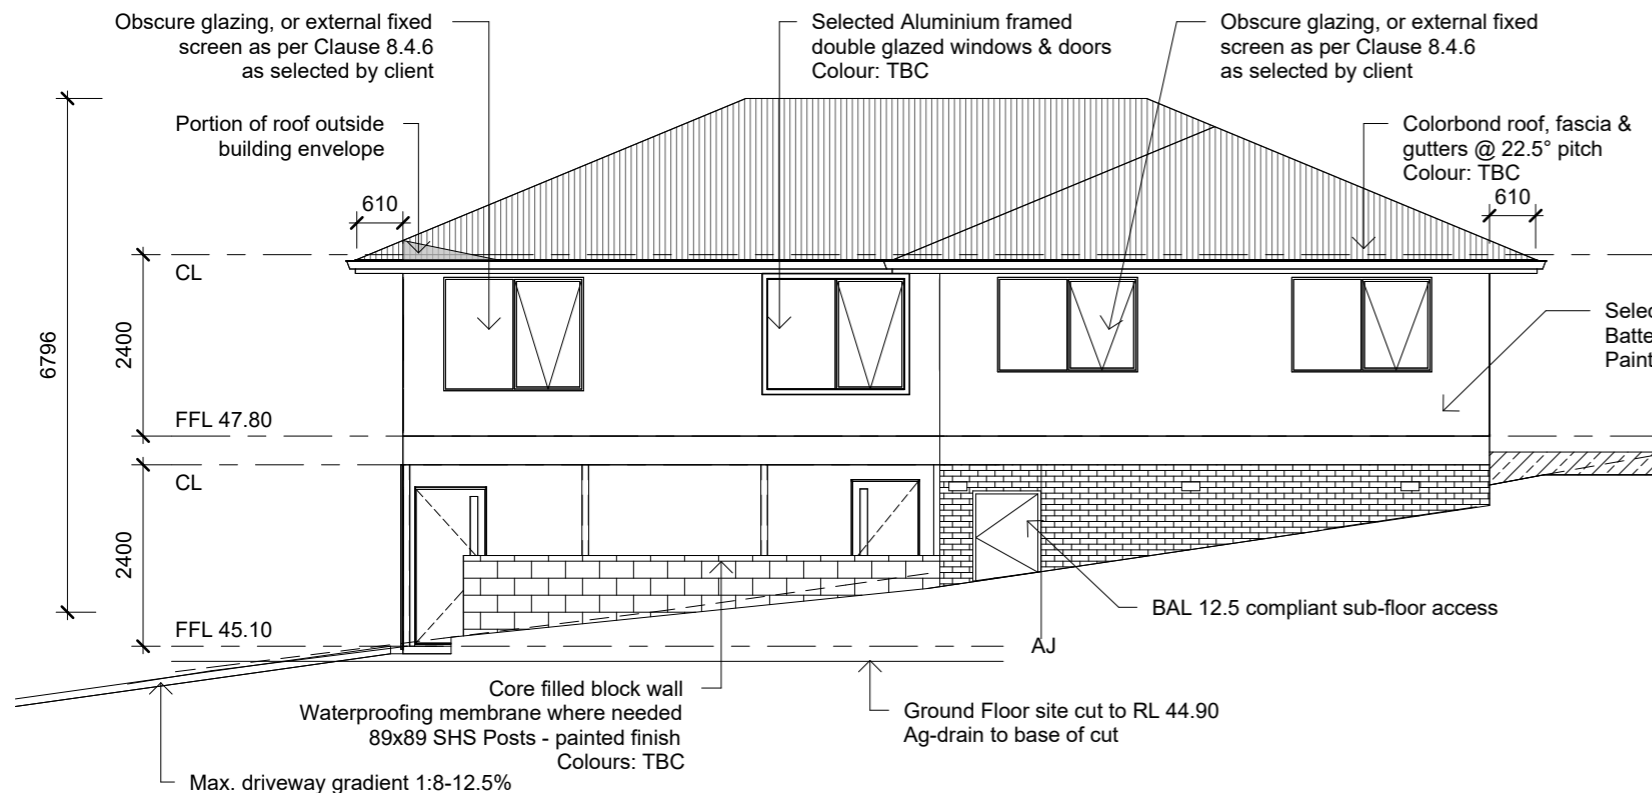 Obscure glazing, or external fixed
screen as per Clause 8.4.6
as selected by client
Selected Aluminium framed
double glazed windows & doors
Colour: TBC
Obscure glazing, or external fixed
screen as per Clause 8.4.6
as selected by client
Portion of roof outside
building envelope
Colorbond roof, fascia &
gutters @ 22.5° pitch
Colour: TBC
610
610
CL
6796
2400
FFL 47.80
CL
2400
FFL 45.10
BAL 12.5 compliant sub-floor access
AJ
Core filled block wall
Waterproofing membrane where needed
89x89 SHS Posts - painted finish
Colours: TBC
Ground Floor site cut to RL 44.90
Ag-drain to base of cut
Max. driveway gradient 1:8-12.5%